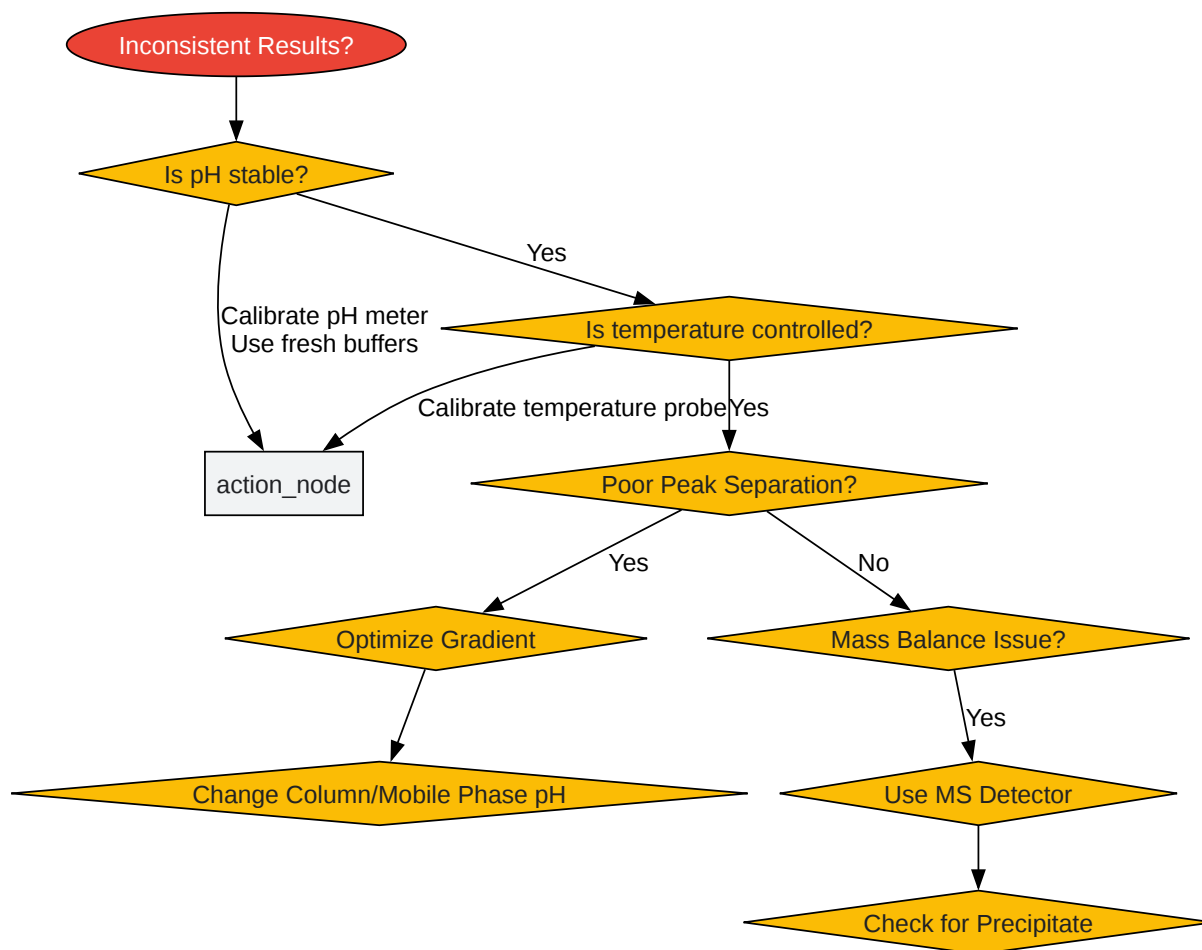 Inconsistent Results?
Is pH stable?
Yes
Calibrate pH meter
Use fresh buffers
Is temperature controlled?
Calibrate temperature probe
Yes
action_node
Poor Peak Separation?
Yes
No
Optimize Gradient
Mass Balance Issue?
Yes
Change Column/Mobile Phase pH
Use MS Detector
Check for Precipitate